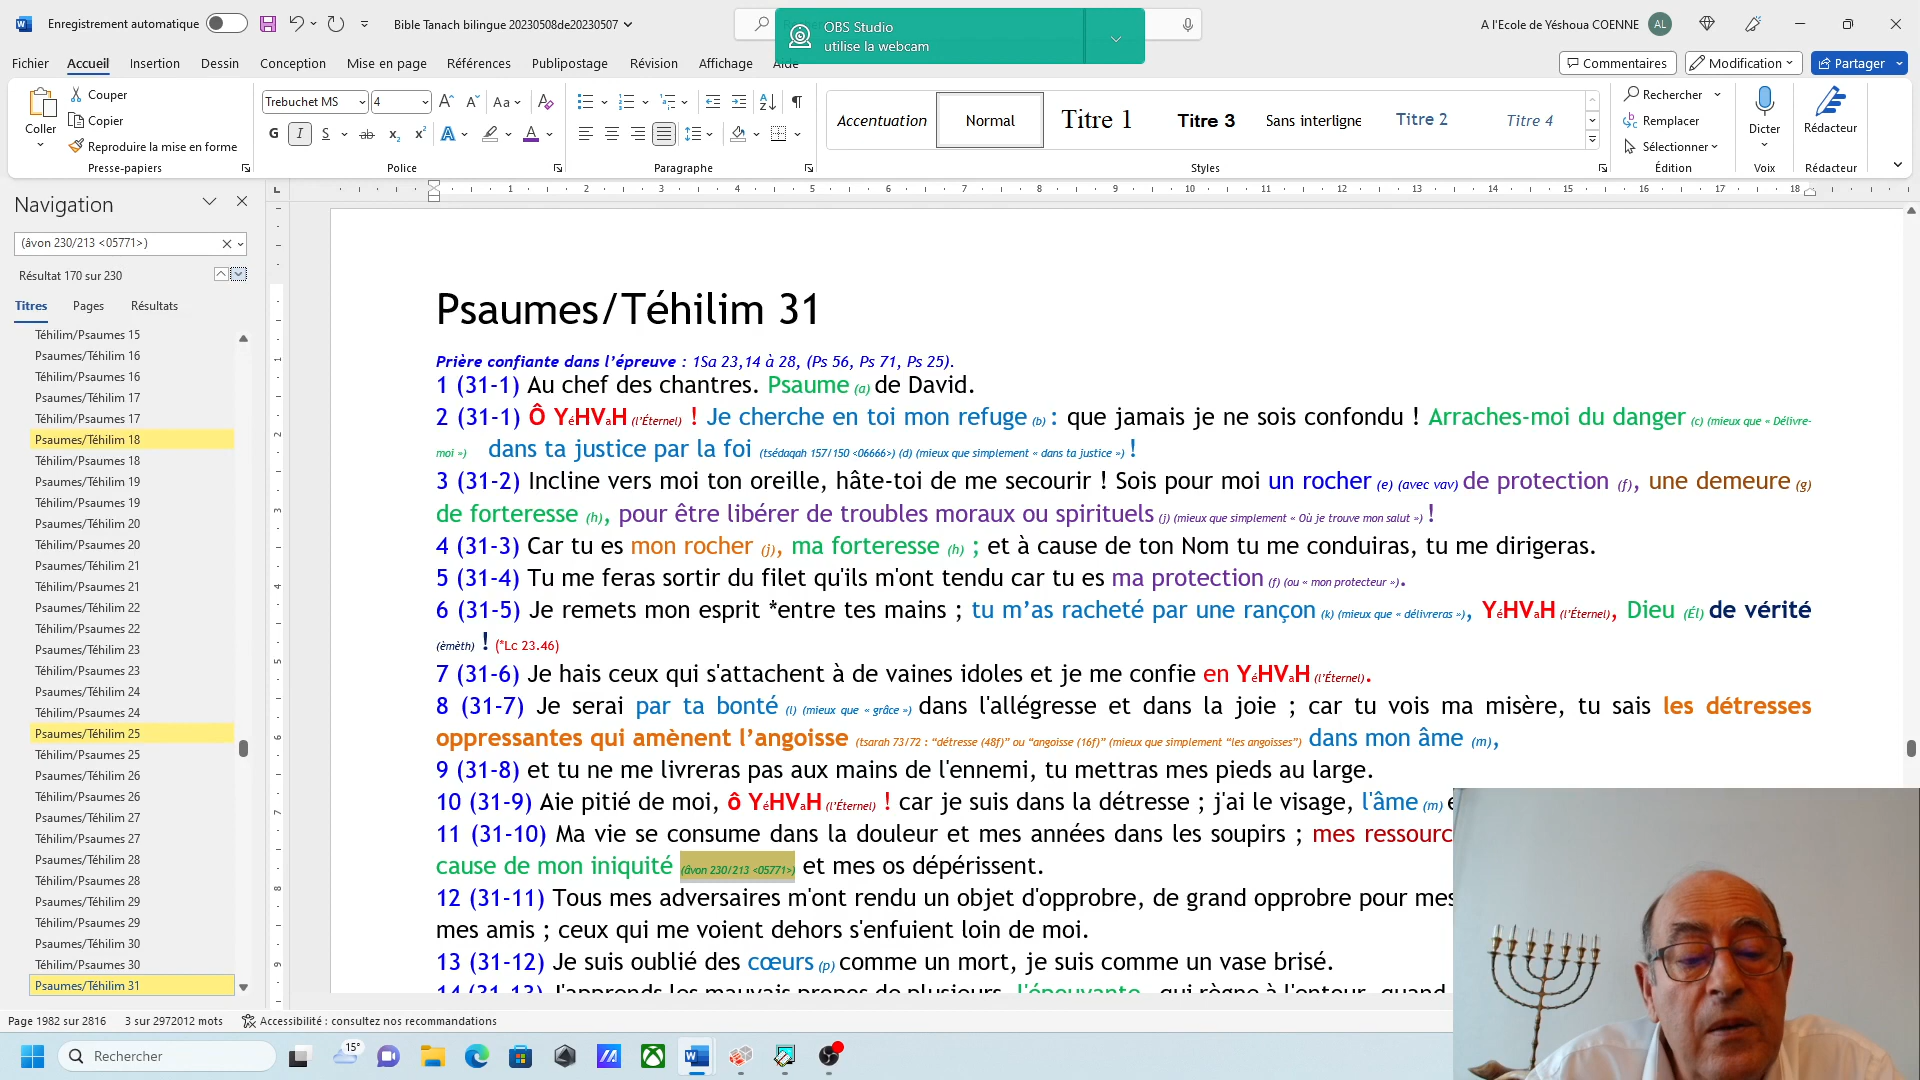 Enregistrement automatique
Bible Tanach bilingue 20230508de20230507
OBS Studio
utilise la webcam
A l'Ecole de Yéshoua COENNE
AL
Fichier Accueil Insertion Dessin Conception Mise en page Références Publipostage Révision Affichage Aide
Commentaires
Modification
Partager
Coller
Couper
Copier
Reproduire la mise en forme
Presse-papiers
Trebuchet MS
4
Police
Paragraphe
Accentuation
Normal
Titre 1
Titre 3
Sans interligne
Titre 2
Titre 4
Styles
Rechercher
Remplacer
Sélectionner
Édition
Dicter
Voix
Rédacteur
Rédacteur
Navigation
(âvon 230/213 <05771>)
Résultat 170 sur 230
Titres Pages Résultats
Téhilim/Psaumes 15
Psaumes/Téhilim 16
Téhilim/Psaumes 16
Psaumes/Téhilim 17
Téhilim/Psaumes 17
Psaumes/Téhilim 18
Téhilim/Psaumes 18
Psaumes/Téhilim 19
Téhilim/Psaumes 19
Psaumes/Téhilim 20
Téhilim/Psaumes 20
Psaumes/Téhilim 21
Téhilim/Psaumes 21
Psaumes/Téhilim 22
Téhilim/Psaumes 22
Psaumes/Téhilim 23
Téhilim/Psaumes 23
Psaumes/Téhilim 24
Téhilim/Psaumes 24
Psaumes/Téhilim 25
Téhilim/Psaumes 25
Psaumes/Téhilim 26
Téhilim/Psaumes 26
Psaumes/Téhilim 27
Téhilim/Psaumes 27
Psaumes/Téhilim 28
Téhilim/Psaumes 28
Psaumes/Téhilim 29
Téhilim/Psaumes 29
Psaumes/Téhilim 30
Téhilim/Psaumes 30
Psaumes/Téhilim 31
Psaumes/Téhilim 31
Prière confiante dans l'épreuve : 1Sa 23,14 à 28, (Ps 56, Ps 71, Ps 25).
1 (31-1) Au chef des chantres. Psaume (a) de David.
2 (31-1) Ô YéHVaH (l'Éternel) ! Je cherche en toi mon refuge (b) : que jamais je ne sois confondu ! Arraches-moi du danger (c) (mieux que « Délivre-
moi ») dans ta justice par la foi (tsédaqah 157/150 <06666>) (d) (mieux que simplement « dans ta justice ») !
3 (31-2) Incline vers moi ton oreille, hâte-toi de me secourir ! Sois pour moi un rocher (e) (avec vav) de protection (f), une demeure (g)
de forteresse (h), pour être libérer de troubles moraux ou spirituels (j) (mieux que simplement « Où je trouve mon salut ») !
4 (31-3) Car tu es mon rocher (j), ma forteresse (h) ; et à cause de ton Nom tu me conduiras, tu me dirigeras.
5 (31-4) Tu me feras sortir du filet qu'ils m'ont tendu car tu es ma protection (f) (ou « mon protecteur »).
6 (31-5) Je remets mon esprit *entre tes mains ; tu m’as racheté par une rançon (k) (mieux que « délivreras »), YéHVaH (l'Éternel), Dieu (Él) de vérité
(èmèth) ! (*Lc 23.46)
7 (31-6) Je hais ceux qui s'attachent à de vaines idoles et je me confie en YéHVaH (l'Éternel).
8 (31-7) Je serai par ta bonté (l) (mieux que « grâce ») dans l'allégresse et dans la joie ; car tu vois ma misère, tu sais les détresses
oppressantes qui amènent l’angoisse (tsarah 73/72 : “détresse (48f)” ou “angoisse (16f)” (mieux que simplement “les angoisses”) dans mon âme (m),
9 (31-8) et tu ne me livreras pas aux mains de l'ennemi, tu mettras mes pieds au large.
10 (31-9) Aie pitié de moi, ô YéHVaH (l'Éternel) ! car je suis dans la détresse ; j'ai le visage, l'âme (m)
11 (31-10) Ma vie se consume dans la douleur et mes années dans les soupirs ; mes ressourc
cause de mon iniquité (âvon 230/213 <05771>) et mes os dépérissent.
12 (31-11) Tous mes adversaires m'ont rendu un objet d'opprobre, de grand opprobre pour mes
mes amis ; ceux qui me voient dehors s'enfuient loin de moi.
13 (31-12) Je suis oublié des cœurs (p) comme un mort, je suis comme un vase brisé.
14 (31-13) J'apprends les mauvais propos de plusieurs, l'épouvante, qui règne à l'entour, quand
Page 1982 sur 2816 3 sur 2972012 mots Accessibilité : consultez nos recommandations
Rechercher
15°